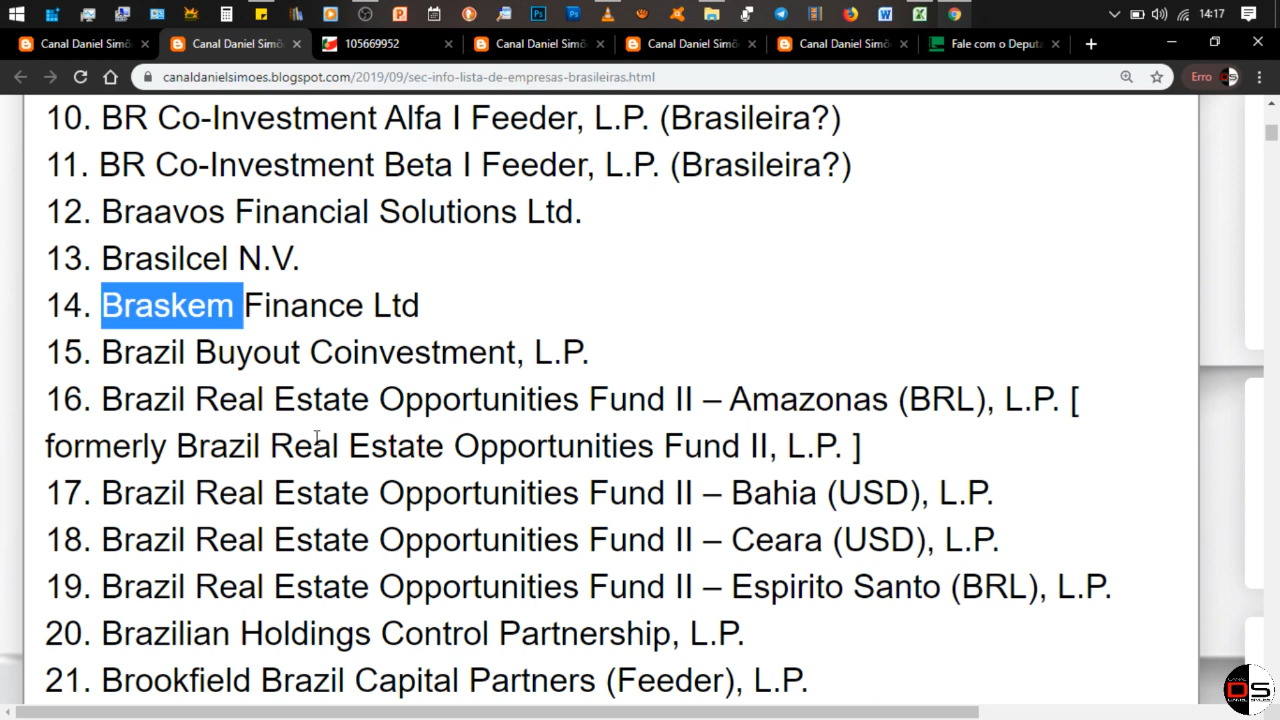 14:17
Canal Daniel Simõ
Canal Daniel Simõ
105669952
Canal Daniel Simõ
Canal Daniel Simõ
Canal Daniel Simõ
Fale com o Deputa
canaldanielsimoes.blogspot.com/2019/09/sec-info-lista-de-empresas-brasileiras.html
Erro
10. BR Co-Investment Alfa I Feeder, L.P. (Brasileira?)
11. BR Co-Investment Beta I Feeder, L.P. (Brasileira?)
12. Braavos Financial Solutions Ltd.
13. Brasilcel N.V.
14. Braskem Finance Ltd
15. Brazil Buyout Coinvestment, L.P.
16. Brazil Real Estate Opportunities Fund II – Amazonas (BRL), L.P. [
formerly Brazil Real Estate Opportunities Fund II, L.P. ]
17. Brazil Real Estate Opportunities Fund II – Bahia (USD), L.P.
18. Brazil Real Estate Opportunities Fund II – Ceara (USD), L.P.
19. Brazil Real Estate Opportunities Fund II – Espirito Santo (BRL), L.P.
20. Brazilian Holdings Control Partnership, L.P.
21. Brookfield Brazil Capital Partners (Feeder), L.P.
CANAL
DS
DANIEL SIMÕES